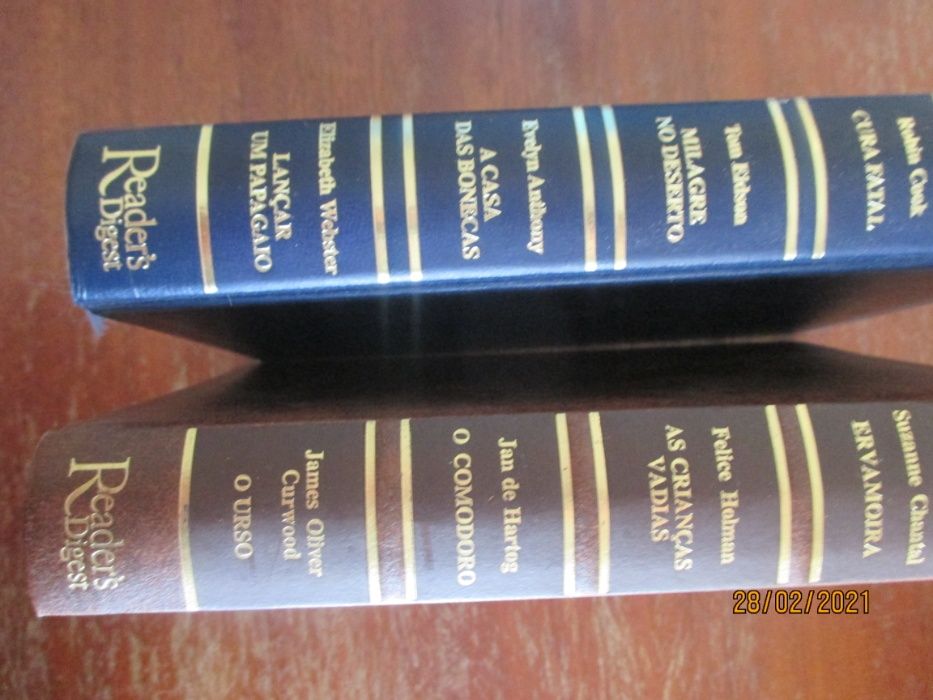 Robin Cook
CURA FATAL
Tom Eidson
MILAGRE
NO DESERTO
Evelyn Anthony
A CASA
DAS BONECAS
Elizabeth Webster
LANÇAR
UM PAPAGAIO
Reader's
Digest
Suzanne Chantal
ERVAMOIRA
Felice Holman
AS CRIANÇAS
VADIAS
Jan de Hartog
O COMODORO
James Oliver
Curwood
O URSO
Reader's
Digest
28/02/2021